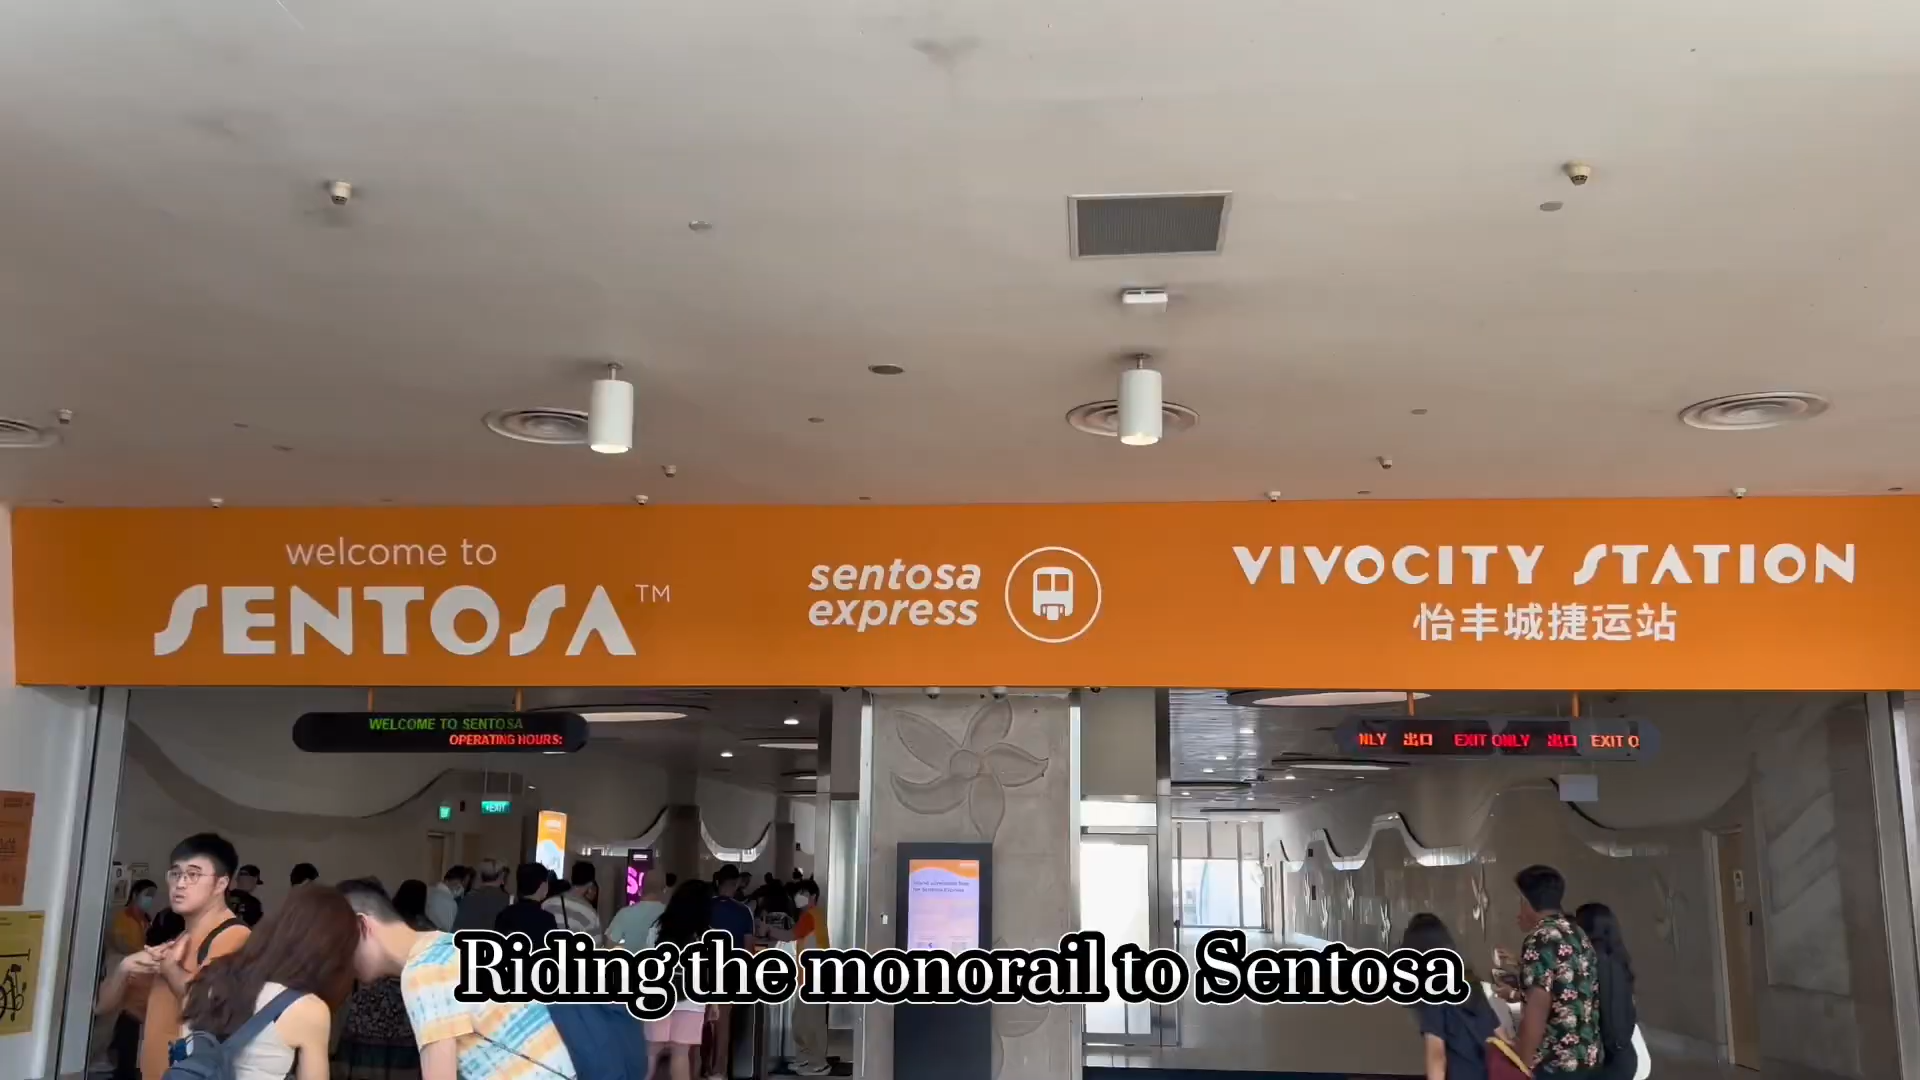 welcome to
SENTOSA™
sentosa
express
VIVOCITY STATION
怡丰城捷运站
WELCOME TO SENTOSA
OPERATING HOURS:
NLY 出口 EXIT ONLY 出口 EXIT O
EXIT
Riding the monorail to Sentosa